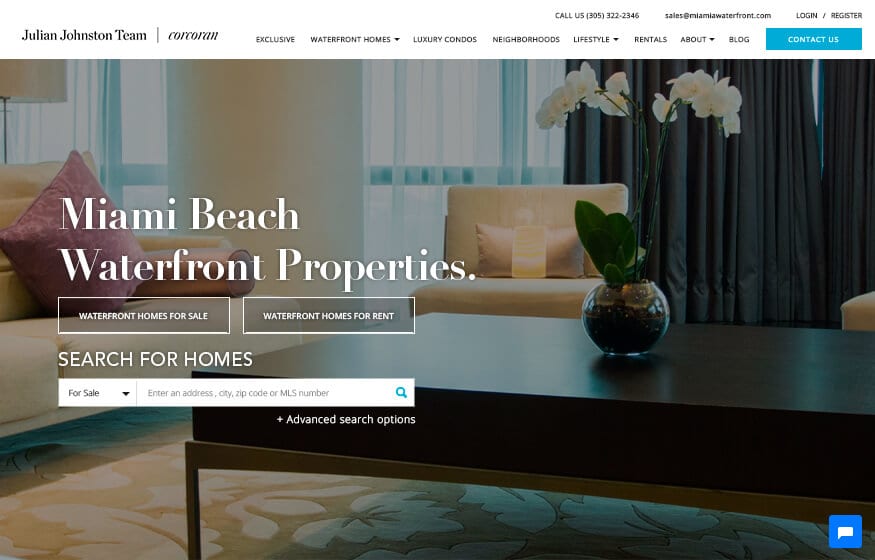 CALL US (305) 322-2346 sales@miamiawaterfront.com LOGIN / REGISTER
Julian Johnston Team | corcoran
EXCLUSIVE WATERFRONT HOMES LUXURY CONDOS NEIGHBORHOODS LIFESTYLE RENTALS ABOUT BLOG CONTACT US
Miami Beach
Waterfront Properties.
WATERFRONT HOMES FOR SALE WATERFRONT HOMES FOR RENT
SEARCH FOR HOMES
For Sale Enter an address , city, zip code or MLS number
+ Advanced search options